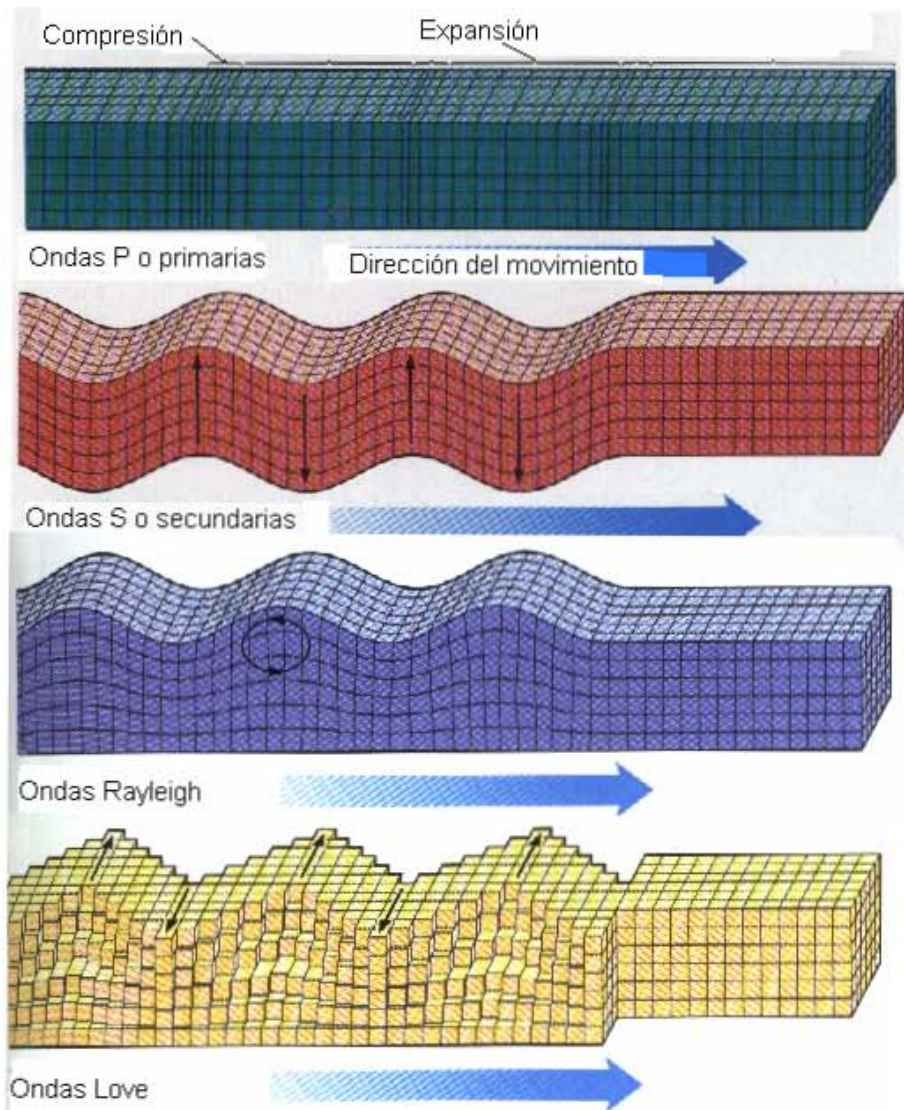 Compresión
Expansión
Ondas P o primarias
Dirección del movimiento
Ondas S o secundarias
Ondas Rayleigh
Ondas Love